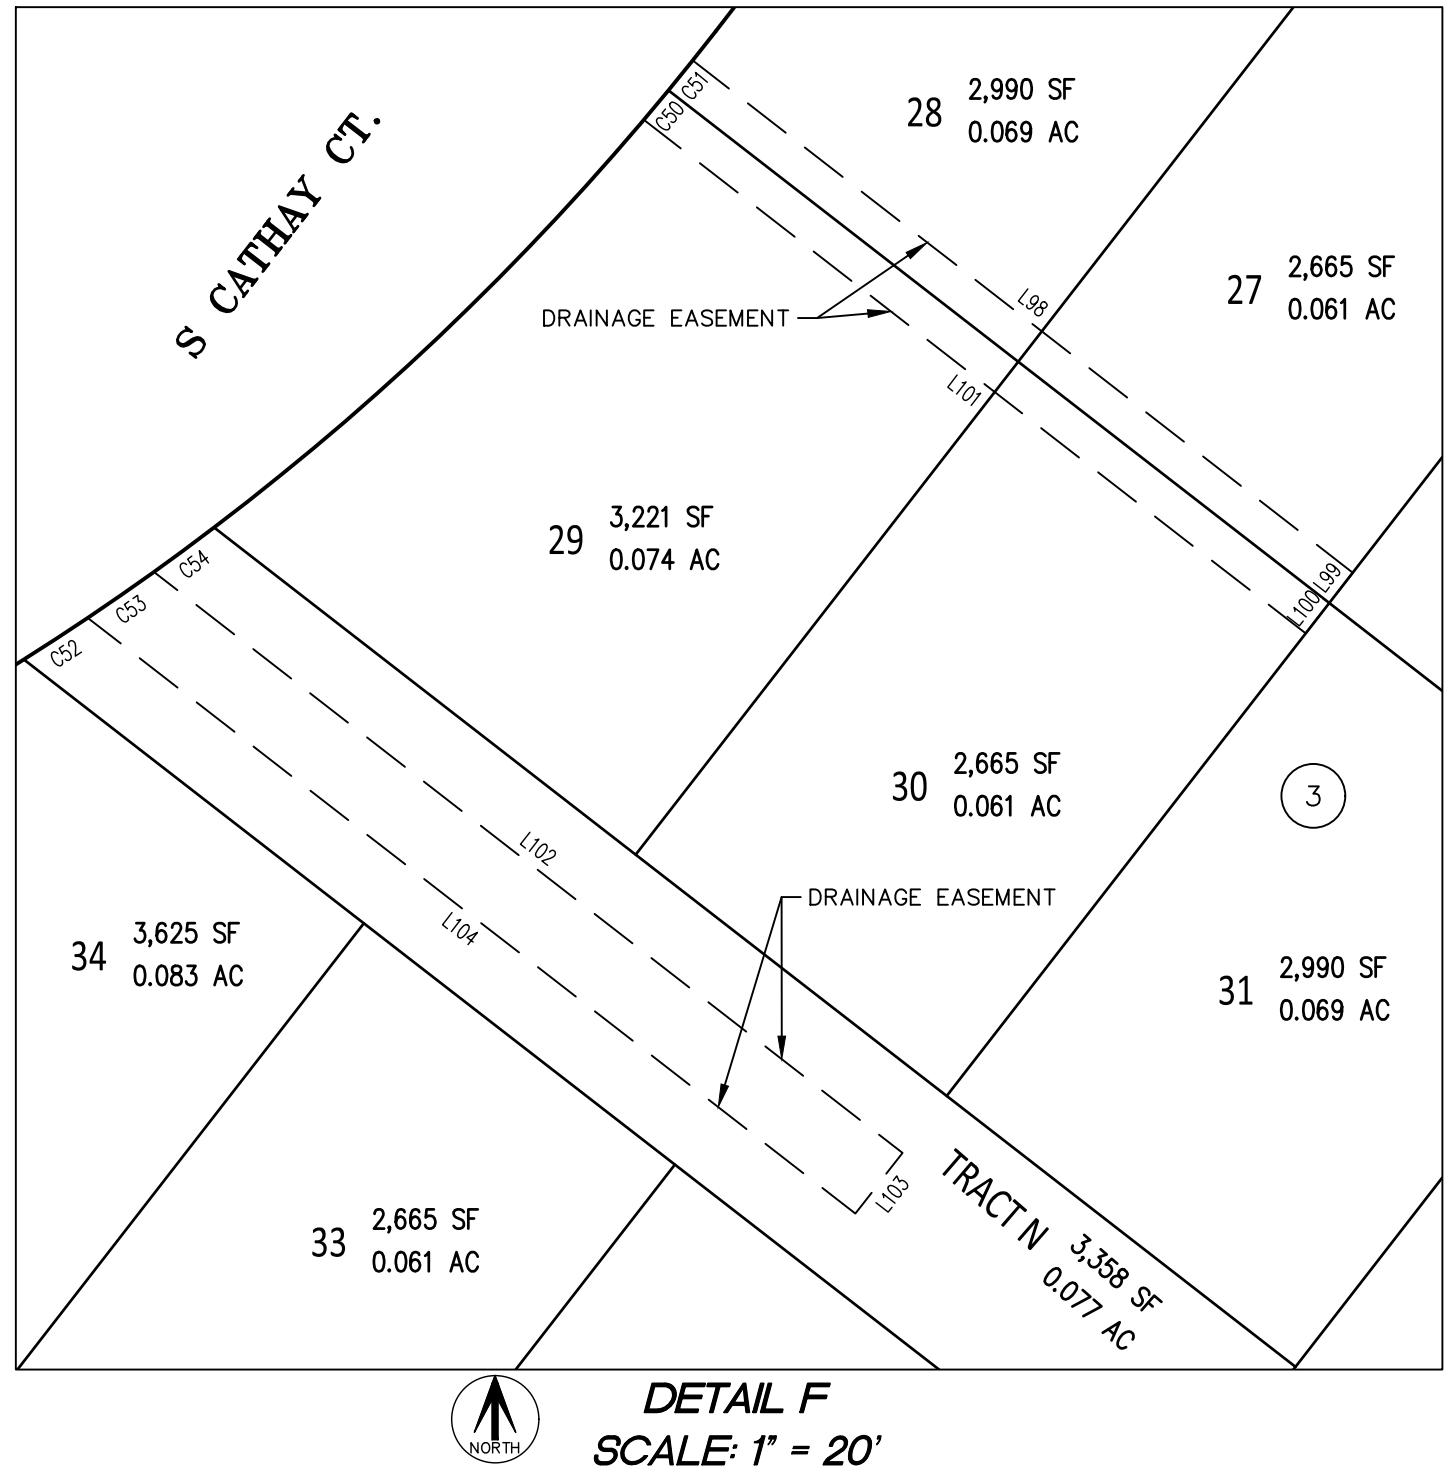 S CATHAY CT.
C51
C50
28
2,990 SF
0.069 AC
27
2,665 SF
0.061 AC
L98
DRAINAGE EASEMENT
L101
29
3,221 SF
0.074 AC
C54
C53
C52
L99
L100
30
2,665 SF
0.061 AC
3
L102
DRAINAGE EASEMENT
L104
34
3,625 SF
0.083 AC
31
2,990 SF
0.069 AC
L103
TRACT N
3,358 SF
0.077 AC
33
2,665 SF
0.061 AC
NORTH
DETAIL F
SCALE: 1" = 20'